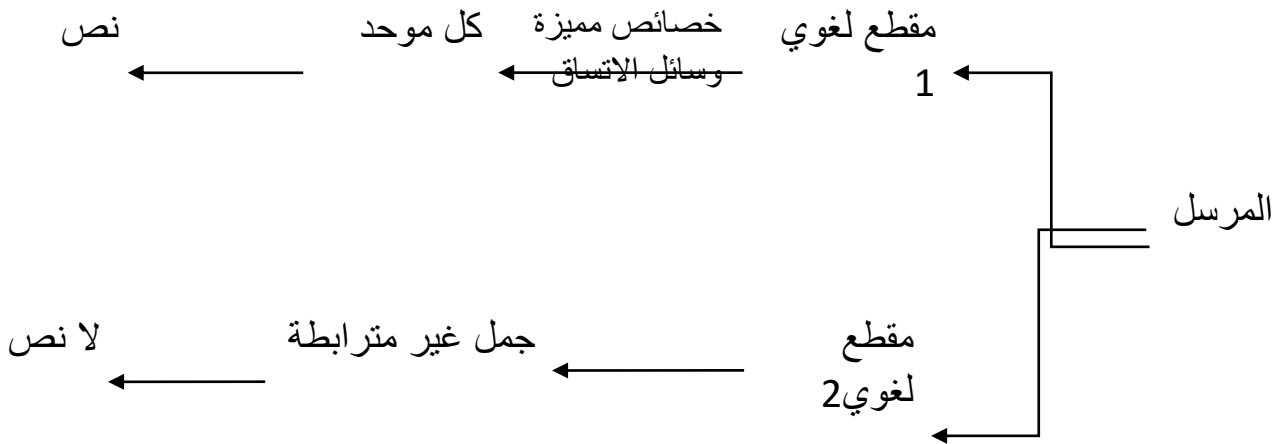 مقطع لغوي
1
خصائص مميزة
وسائل الاتساق
كل موحد
نص
المرسل
مقطع
لغوي2
جمل غير مترابطة
لا نص